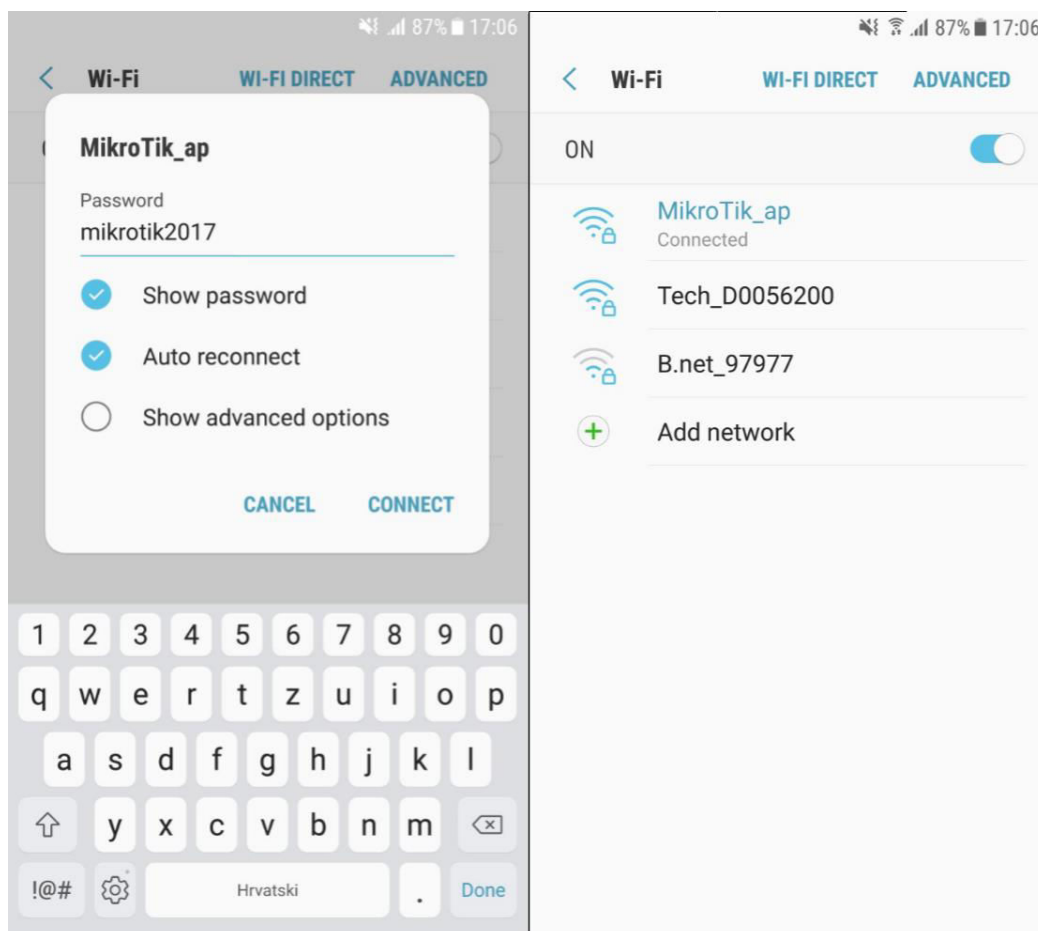 87% 17:06
Wi-Fi WI-FI DIRECT ADVANCED
MikroTik_ap
Password
mikrotik2017
Show password
Auto reconnect
Show advanced options
CANCEL CONNECT
1 2 3 4 5 6 7 8 9 0
q w e r t z u i o p
a s d f g h j k l
y x c v b n m
!@# Hrvatski . Done
87% 17:06
Wi-Fi WI-FI DIRECT ADVANCED
ON
MikroTik_ap
Connected
Tech_D0056200
B.net_97977
Add network